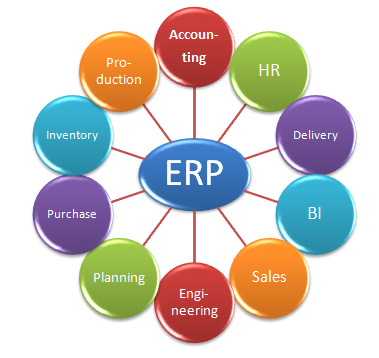 Accoun-
ting
HR
Delivery
BI
Sales
Engi-
neering
Planning
Purchase
Inventory
Pro-
duction
ERP